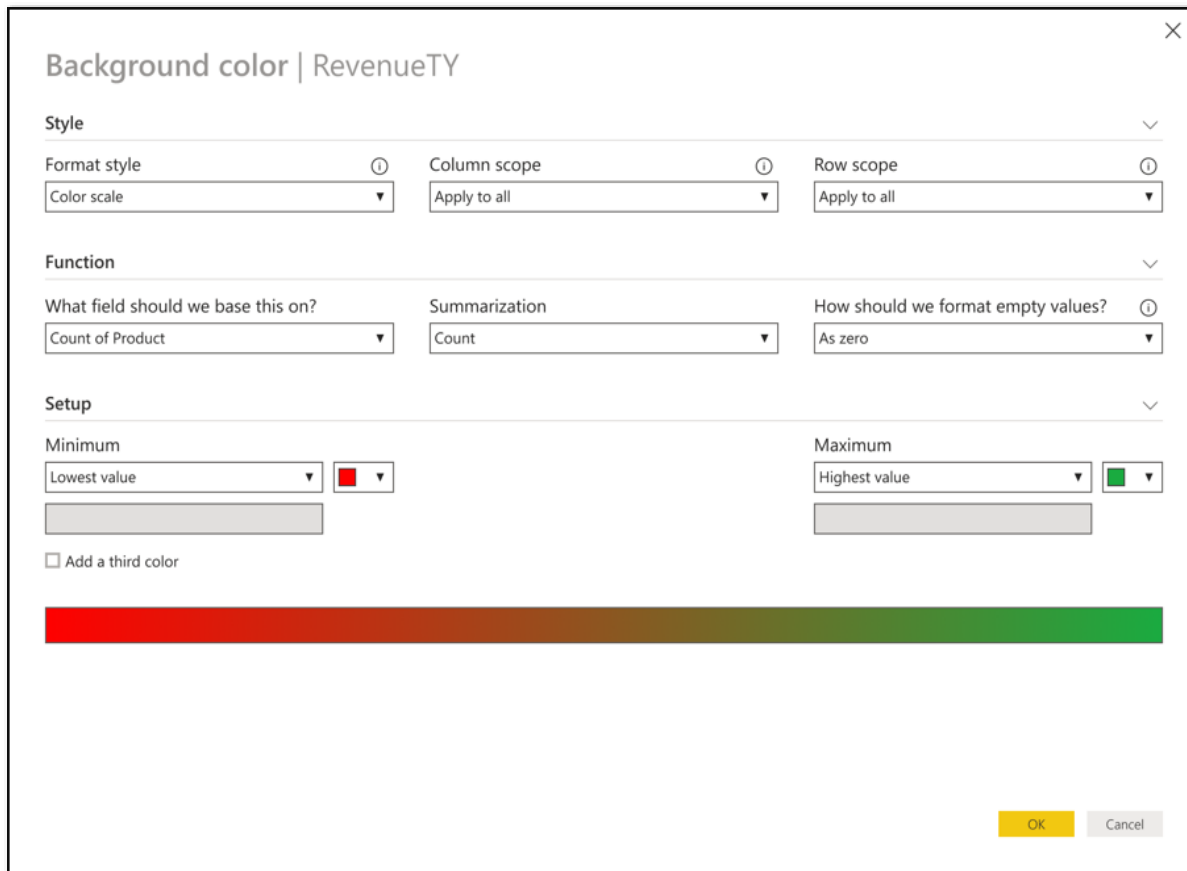 Background color | RevenueTY
Style
Format style Column scope Row scope
Color scale Apply to all Apply to all
Function
What field should we base this on? Summarization How should we format empty values?
Count of Product Count As zero
Setup
Minimum Maximum
Lowest value Highest value
Add a third color
OK Cancel